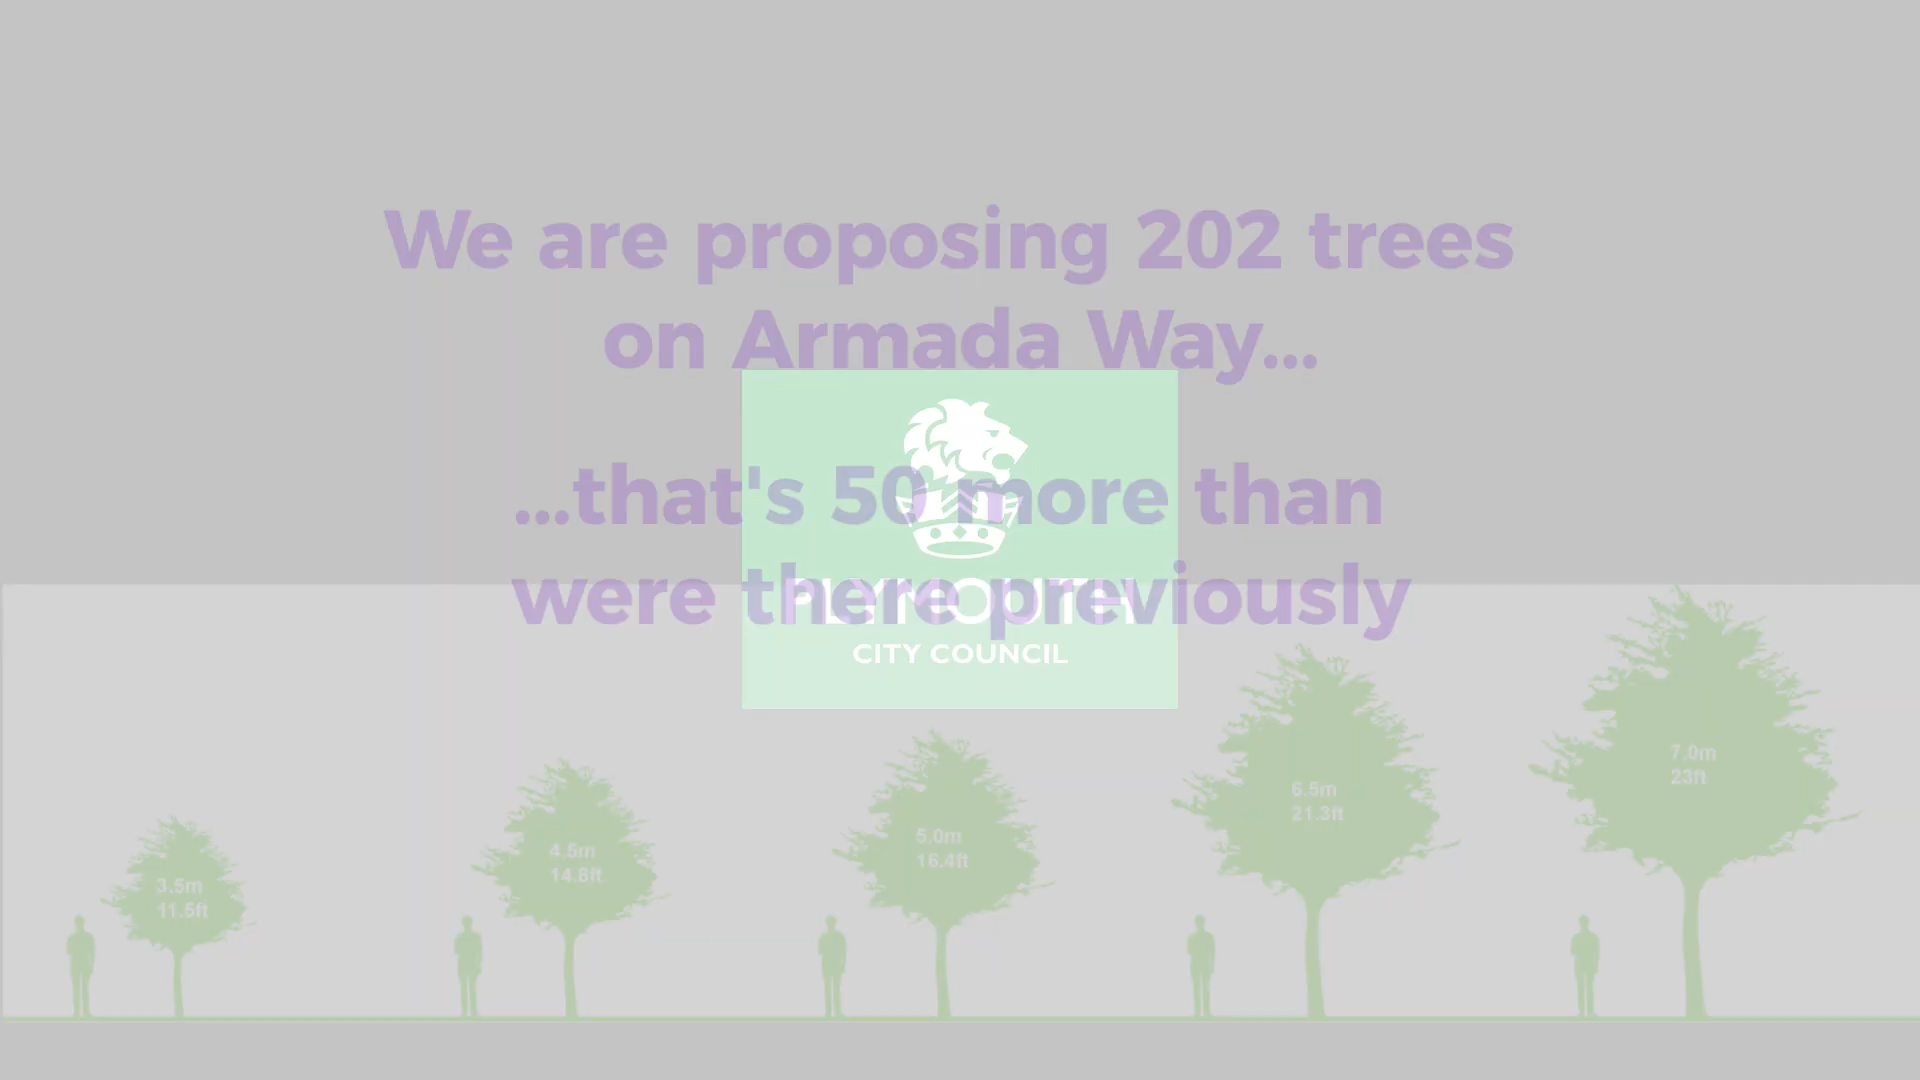 We are proposing 202 trees
on Armada Way...
...that's 50 more than
were there previously
PLYMOUTH
CITY COUNCIL
3.5m
11.5ft
4.5m
14.8ft
5.0m
16.4ft
6.5m
21.3ft
7.0m
23ft